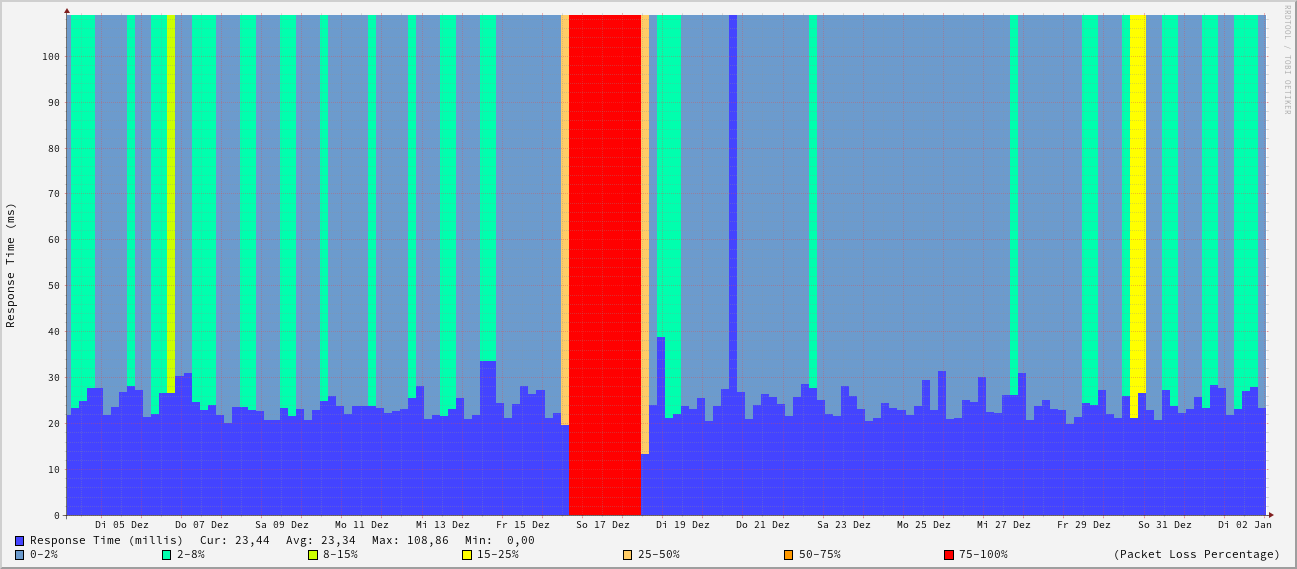 RRDTOOL / TOBI OETIKER
Response Time (ms)
100
90
80
70
60
50
40
30
20
10
0
Di 05 Dez Do 07 Dez Sa 09 Dez Mo 11 Dez Mi 13 Dez Fr 15 Dez So 17 Dez Di 19 Dez Do 21 Dez Sa 23 Dez Mo 25 Dez Mi 27 Dez Fr 29 Dez So 31 Dez Di 02 Jan
Response Time (millis) Cur: 23,44 Avg: 23,34 Max: 108,86 Min: 0,00
0-2% 2-8% 8-15% 15-25% 25-50% 50-75% 75-100% (Packet Loss Percentage)